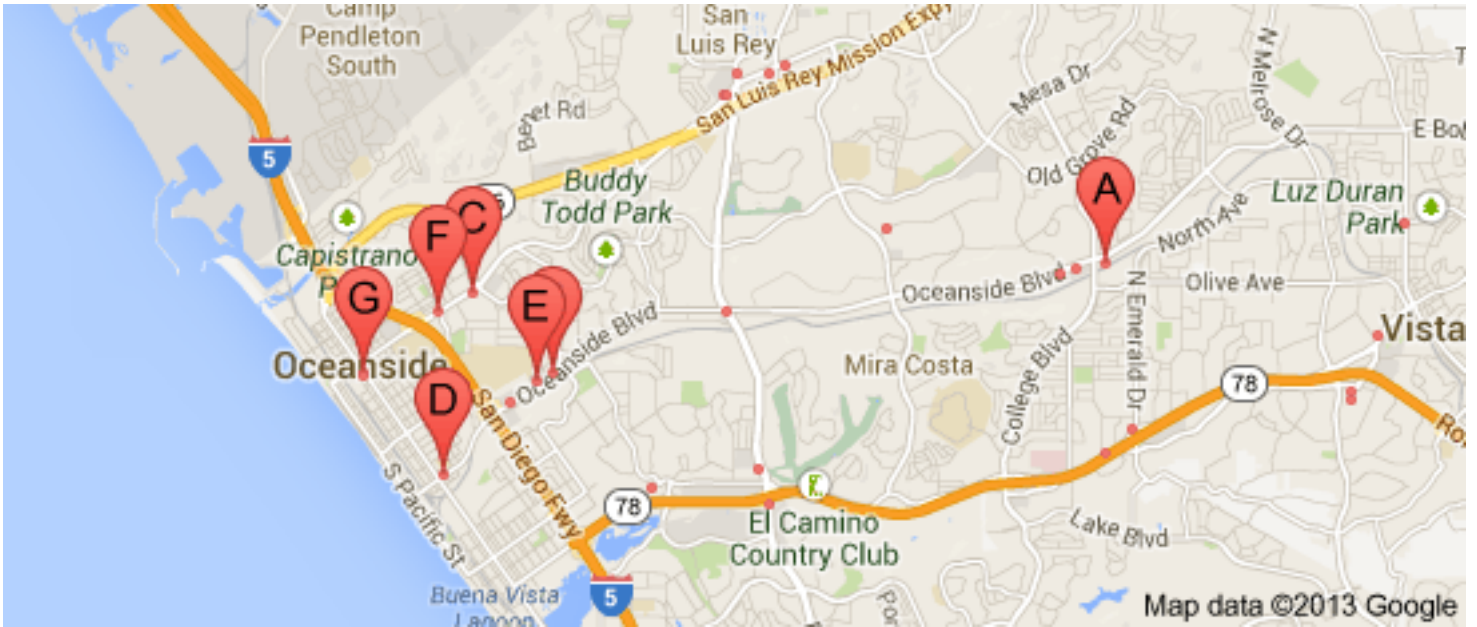 Camp
Pendleton
South
San
Luis Rey
San Luis Rey Mission Expy
Mesa Dr
N Melrose Dr
Benet Rd
Old Grove Rd
5
Buddy
Todd Park
A
Luz Duran
Park
C
F
North Ave
Capistrano
Oceanside Blvd
Olive Ave
G
E
Oceanside Blvd
N Emerald Dr
Vista
Oceanside
Mira Costa
College Blvd
78
D
San Diego Fwy
S Pacific St
78
El Camino
Country Club
Lake Blvd
Buena Vista
Lagoon
5
Map data ©2013 Google